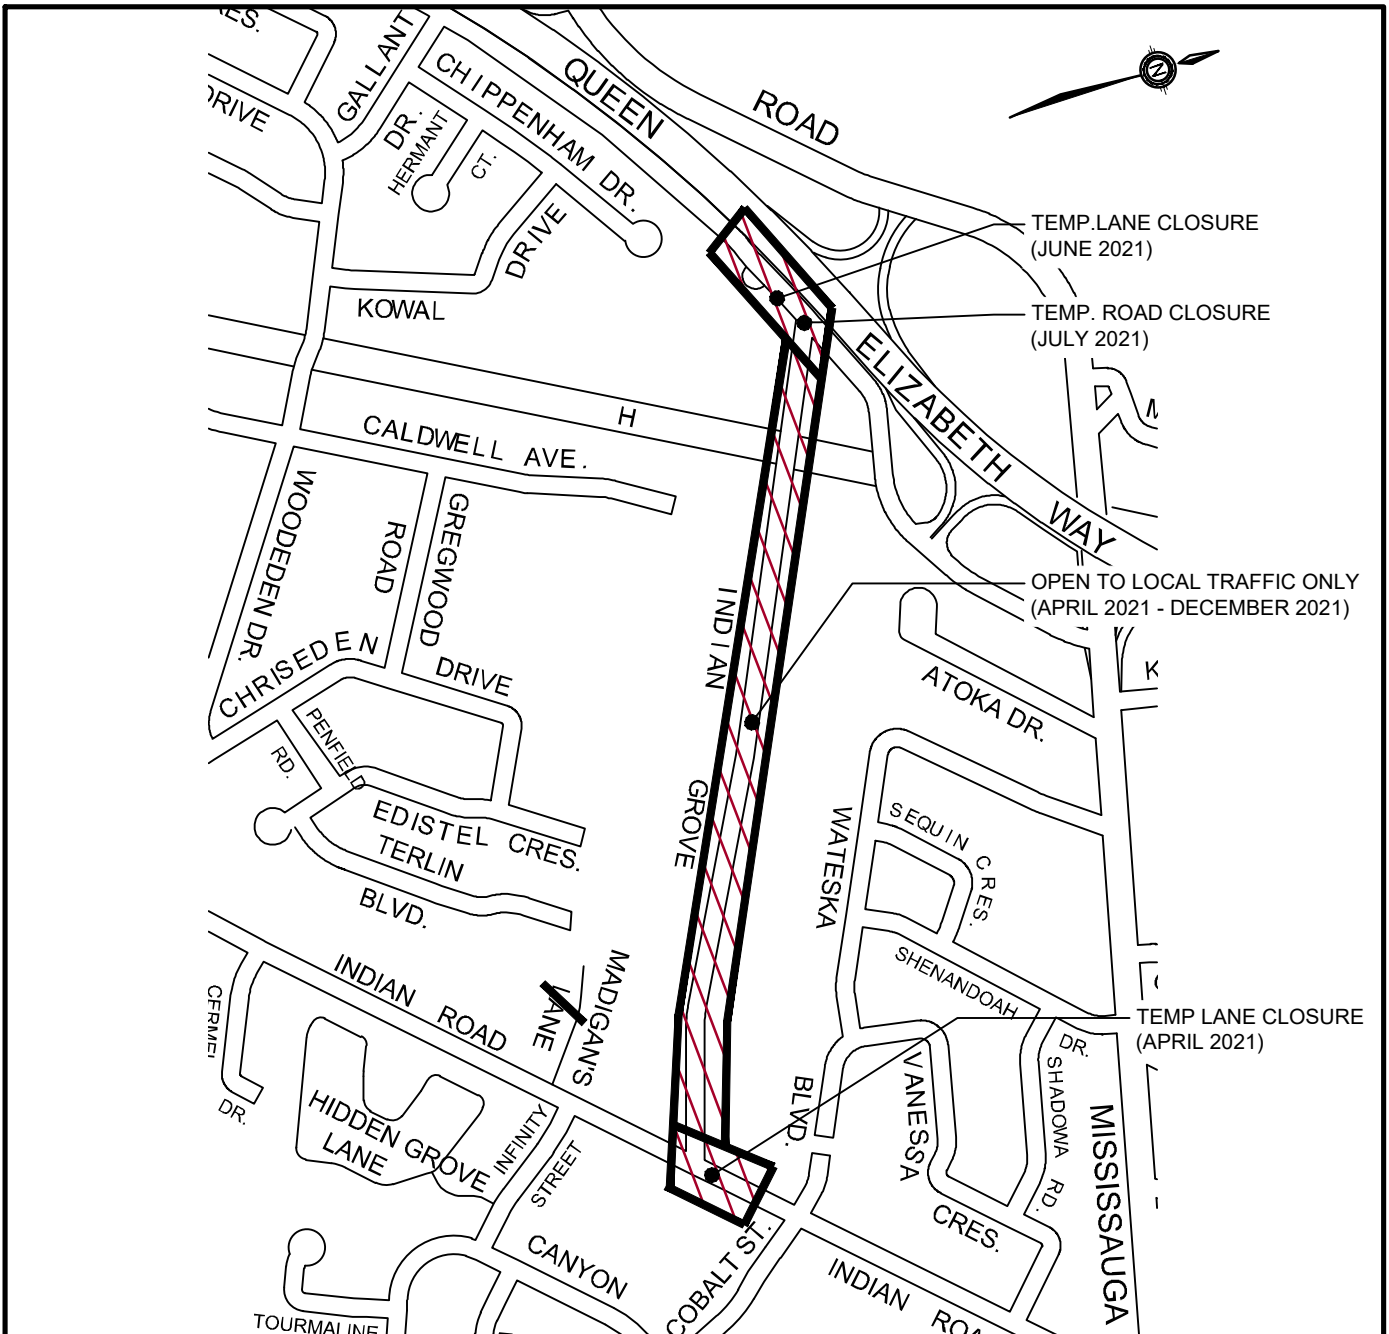 RES.
DRIVE
GALLANT
DR.
HERMANT
CT.
CHIPPENHAM DR.
QUEEN
ROAD
N
TEMP.LANE CLOSURE
(JUNE 2021)
TEMP. ROAD CLOSURE
(JULY 2021)
DRIVE
KOWAL
ELIZABETH
WAY
H
CALDWELL AVE.
WOODEDEN DR.
ROAD
GREGWOOD
OPEN TO LOCAL TRAFFIC ONLY
(APRIL 2021 - DECEMBER 2021)
INDIAN
GROVE
CHRISEDEN
DRIVE
PENFIELD
RD.
EDISTEL CRES.
TERLIN
BLVD.
ATOKA DR.
K
WATESKA
BLVD.
SEQUIN CRES.
SHENANDOAH
DR.
TEMP LANE CLOSURE
(APRIL 2021)
INDIAN ROAD
MADIGAN'S
LANE
DR.
HIDDEN GROVE
LANE
INFINITY
STREET
VANESSA
CRES.
SHADOWA RD.
MISSISSAUGA
CANYON
COBALT ST.
INDIAN ROA
TOURMALINE